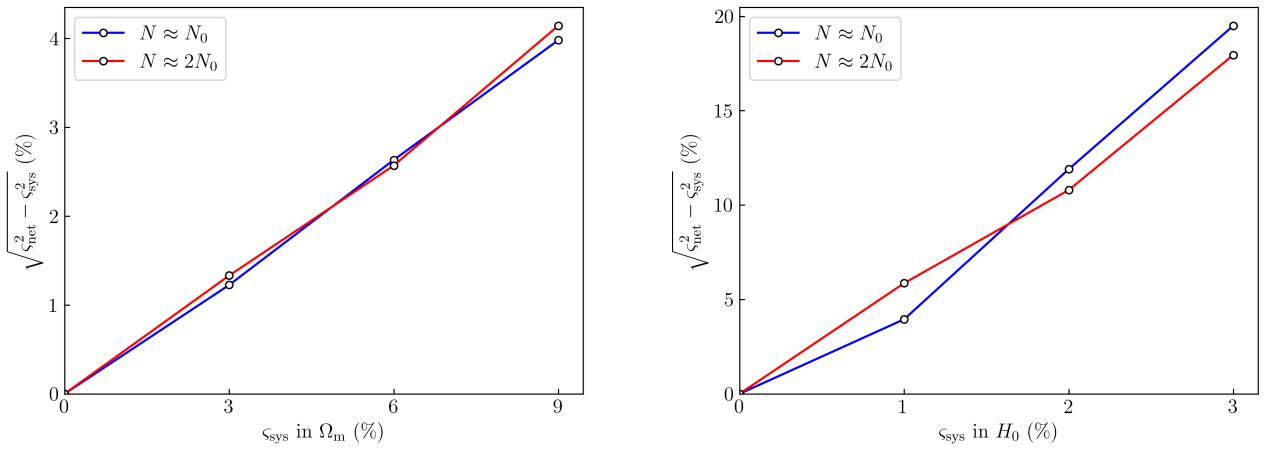 N ≈ N₀
N ≈ 2N₀
4
3
2
1
0
√(ς²net − ς²sys) (%)
0 3 6 9
ςsys in Ωm (%)
N ≈ N₀
N ≈ 2N₀
20
15
10
5
0
√(ς²net − ς²sys) (%)
0 1 2 3
ςsys in H₀ (%)